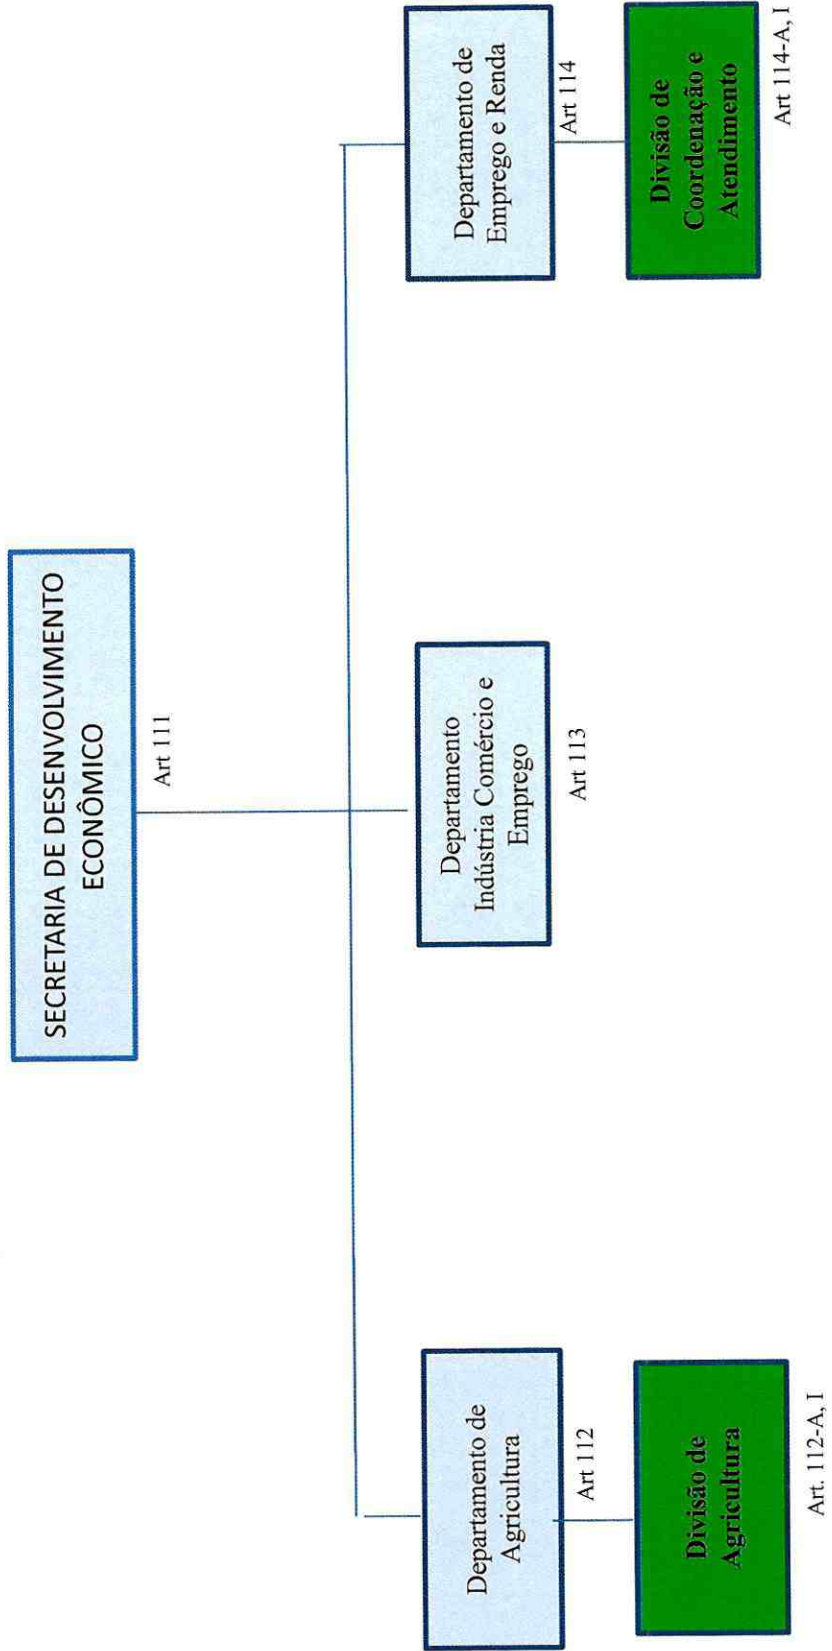 SECRETARIA DE DESENVOLVIMENTO
ECONÔMICO
Art 111
Departamento de
Agricultura
Art 112
Divisão de
Agricultura
Art. 112-A, I
Departamento
Indústria Comércio e
Emprego
Art 113
Departamento de
Emprego e Renda
Art 114
Divisão de
Coordenação e
Atendimento
Art 114-A, I